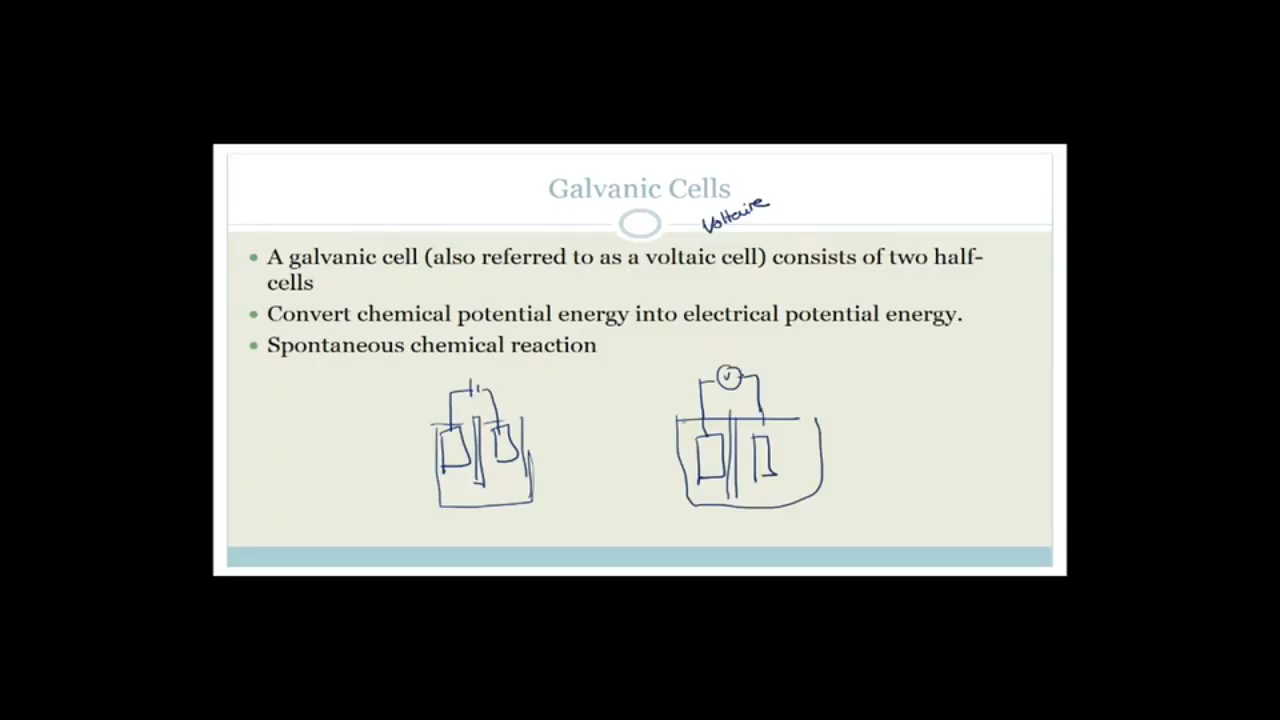 Galvanic Cells
Voltaire
• A galvanic cell (also referred to as a voltaic cell) consists of two half-
cells
• Convert chemical potential energy into electrical potential energy.
• Spontaneous chemical reaction
V